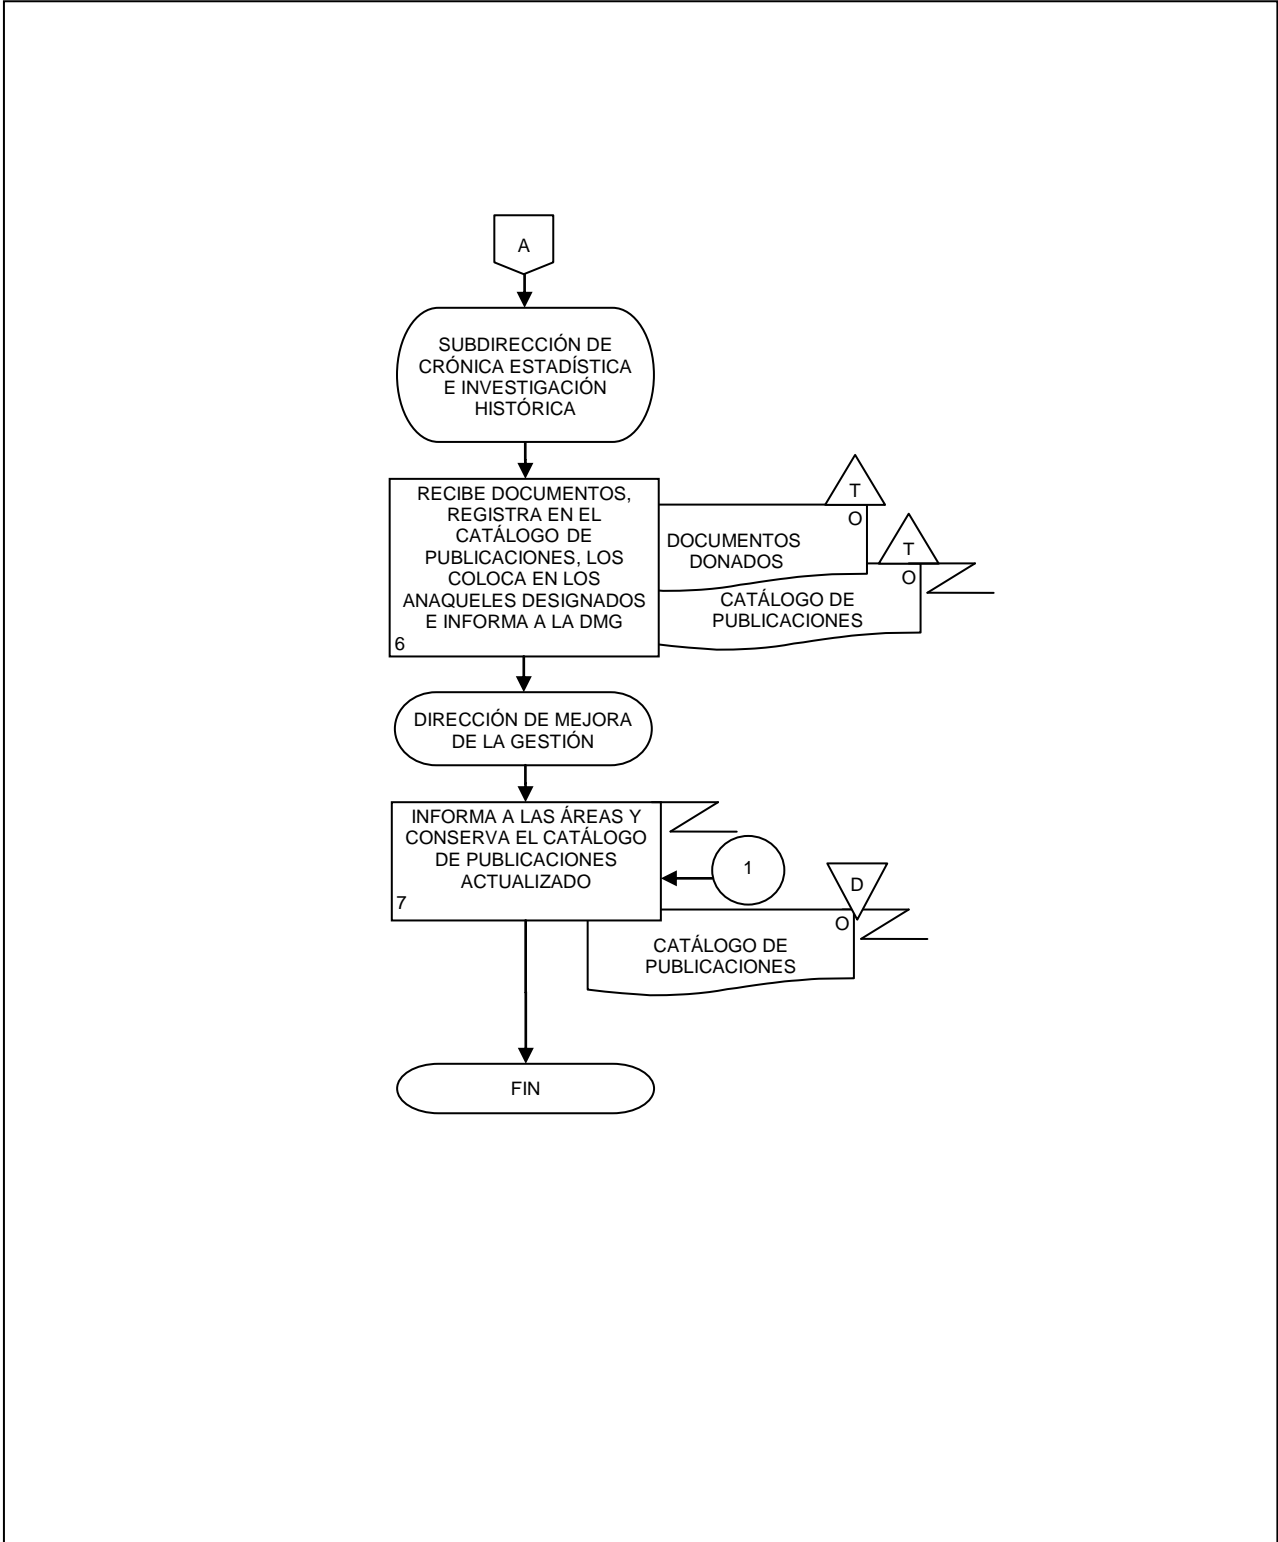 A
SUBDIRECCIÓN DE
CRÓNICA ESTADÍSTICA
E INVESTIGACIÓN
HISTÓRICA
RECIBE DOCUMENTOS,
REGISTRA EN EL
CATÁLOGO DE
PUBLICACIONES, LOS
COLOCA EN LOS
ANAQUELES DESIGNADOS
E INFORMA A LA DMG
6
T
O
DOCUMENTOS
DONADOS
T
O
CATÁLOGO DE
PUBLICACIONES
DIRECCIÓN DE MEJORA
DE LA GESTIÓN
INFORMA A LAS ÁREAS Y
CONSERVA EL CATÁLOGO
DE PUBLICACIONES
ACTUALIZADO
7
1
D
O
CATÁLOGO DE
PUBLICACIONES
FIN